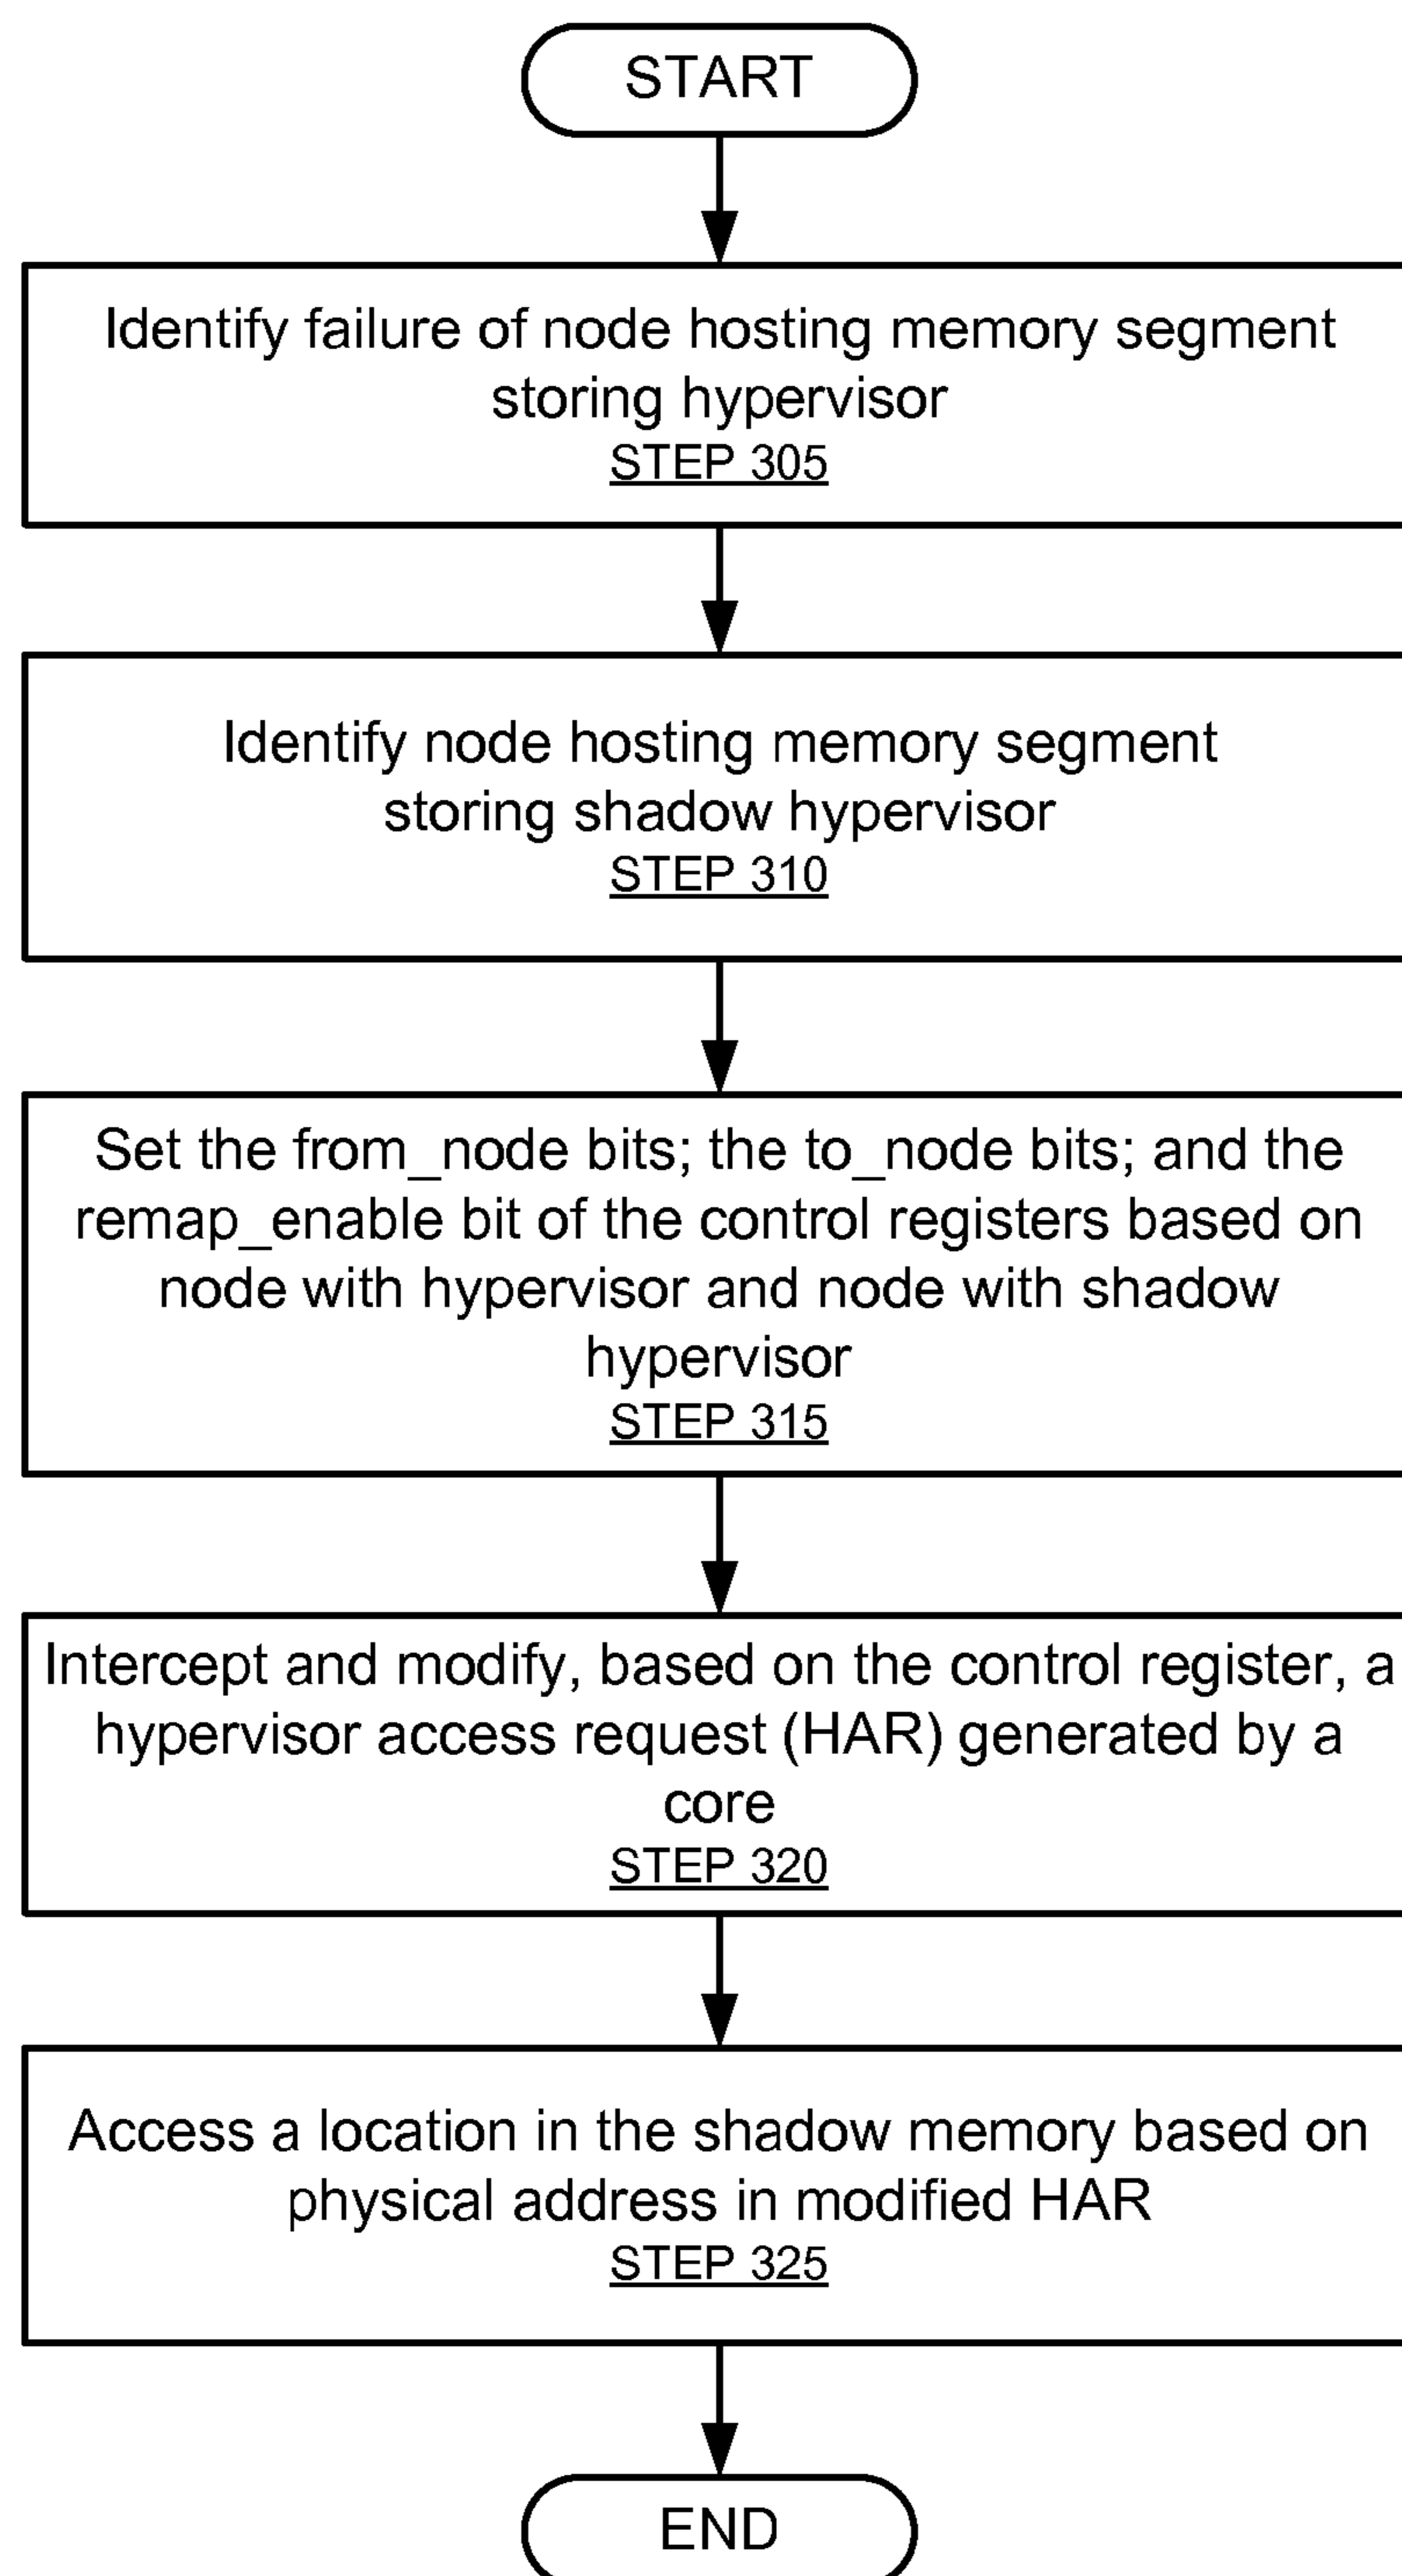 START
Identify failure of node hosting memory segment
storing hypervisor
STEP 305
Identify node hosting memory segment
storing shadow hypervisor
STEP 310
Set the from_node bits; the to_node bits; and the
remap_enable bit of the control registers based on
node with hypervisor and node with shadow
hypervisor
STEP 315
Intercept and modify, based on the control register, a
hypervisor access request (HAR) generated by a
core
STEP 320
Access a location in the shadow memory based on
physical address in modified HAR
STEP 325
END